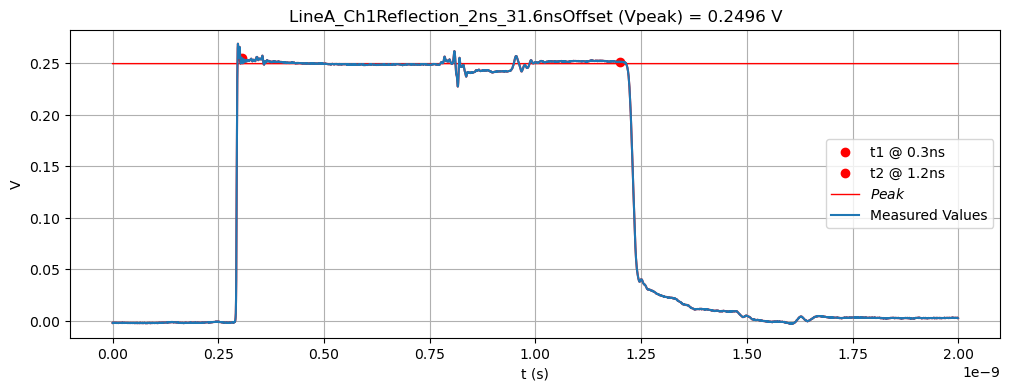 LineA_Ch1Reflection_2ns_31.6nsOffset (Vpeak) = 0.2496 V
V
0.25
0.20
0.15
0.10
0.05
0.00
t1 @ 0.3ns
t2 @ 1.2ns
Peak
Measured Values
0.00 0.25 0.50 0.75 1.00 1.25 1.50 1.75 2.00
t (s)
1e−9